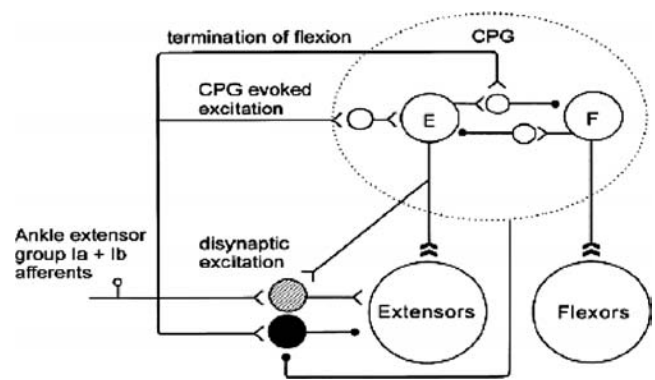 termination of flexion
CPG
CPG evoked
excitation
E
F
Ankle extensor
group Ia + Ib
afferents
disynaptic
excitation
Extensors
Flexors